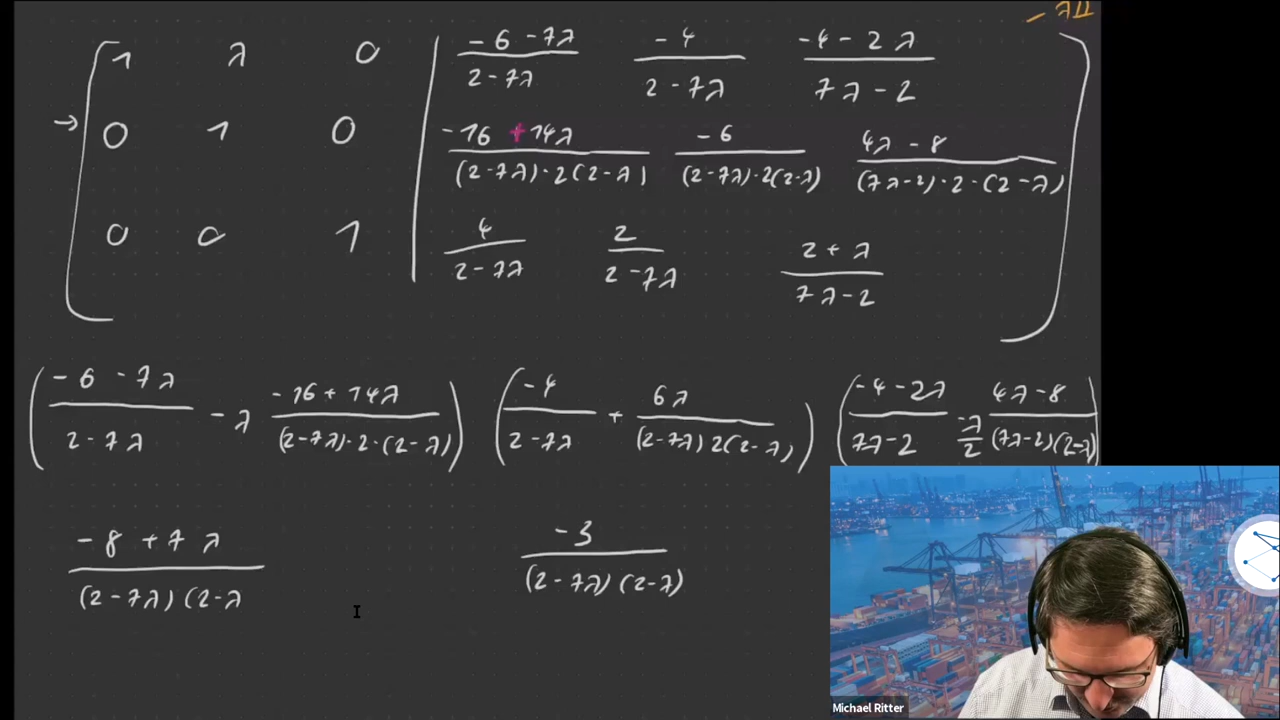 - λII
→ ( 1 λ 0 | (-6 -7λ)/(2-7λ) -4/(2-7λ) (-4-2λ)/(7λ-2) )
0 1 0 | (-16 + 14λ)/((2-7λ)·2(2-λ)) -6/((2-7λ)·2(2-λ)) (4λ-8)/((7λ-2)·2·(2-λ))
0 0 1 | 4/(2-7λ) 2/(2-7λ) (2+λ)/(7λ-2)
( (-6 -7λ)/(2-7λ) - λ (-16+14λ)/((2-7λ)·2·(2-λ)) ) ( -4/(2-7λ) + 6λ/((2-7λ)2(2-λ)) ) ( (-4-2λ)/(7λ-2) - λ/2 (4λ-8)/((7λ-2)(2-λ)) )
(-8 +7λ)/((2-7λ)(2-λ -3/((2-7λ)(2-λ))
Michael Ritter